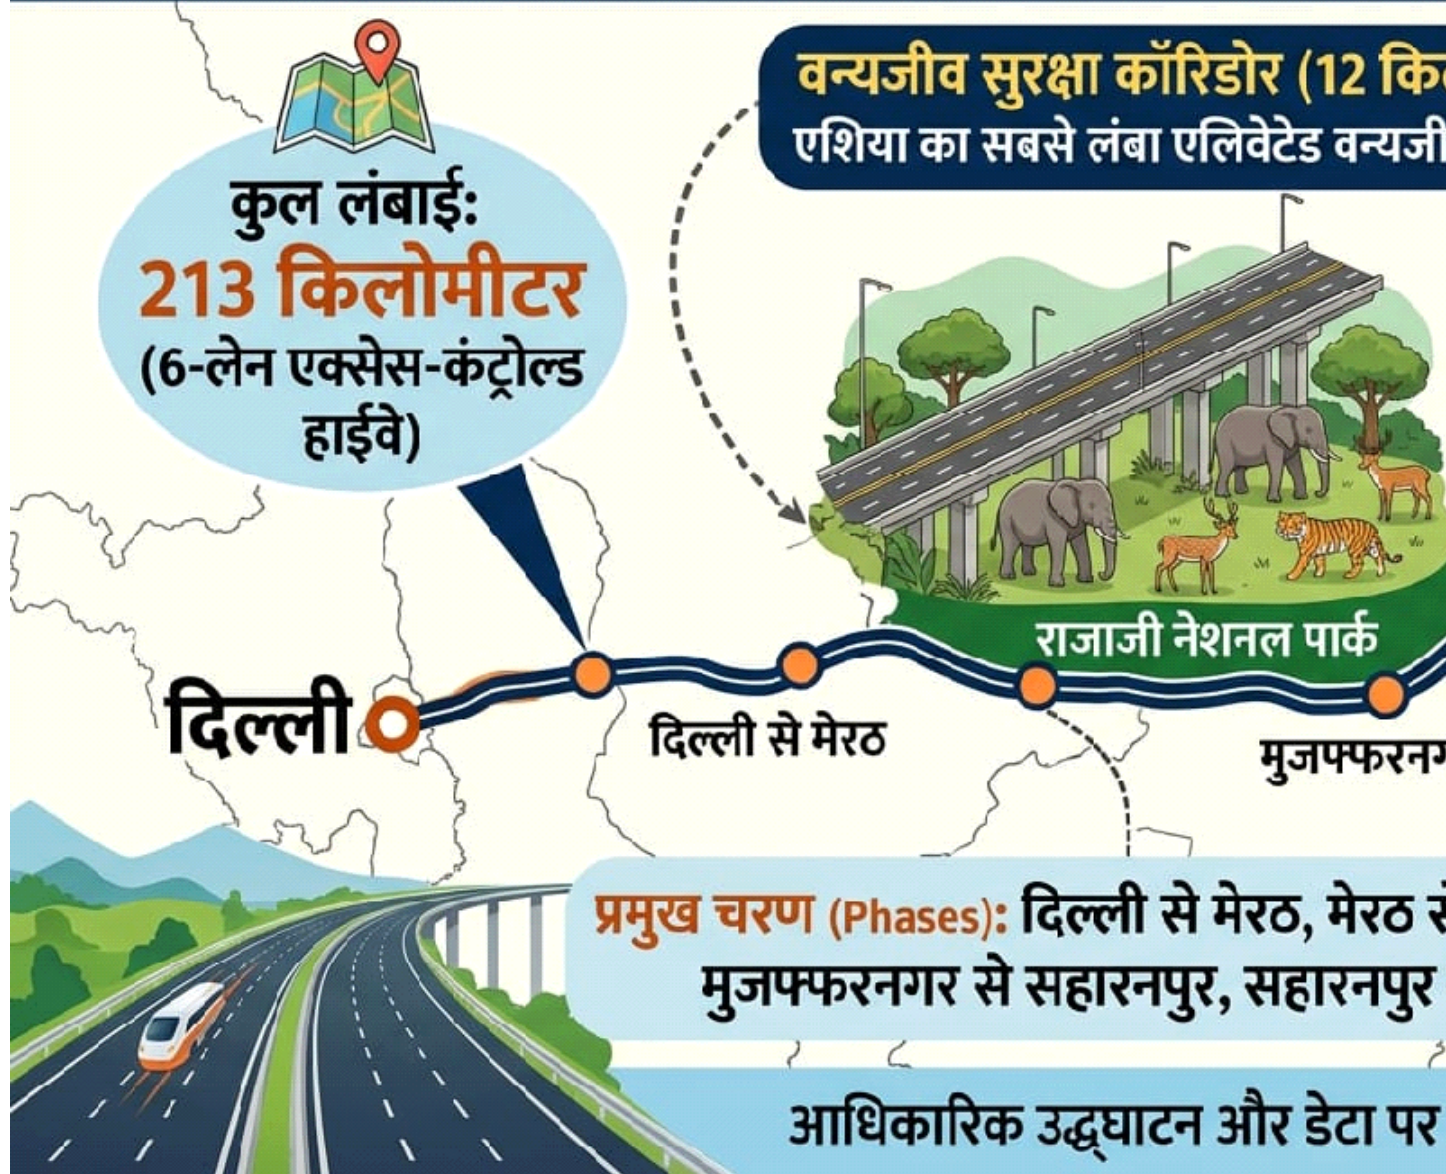 वन्यजीव सुरक्षा कॉरिडोर (12
एशिया का सबसे लंबा एलिवेटेड
कुल लंबाई:
213 किलोमीटर
(6-लेन एक्सेस-कंट्रोल्ड
हाईवे)
राजाजी नेशनल पार्क
दिल्ली
दिल्ली से मेरठ
प्रमुख चरण (Phases): दिल्ली से मेरठ, मेरठ
मुजफ्फरनगर से सहारनपुर, सहारनपुर
आधिकारिक उद्घाटन और डेटा पर